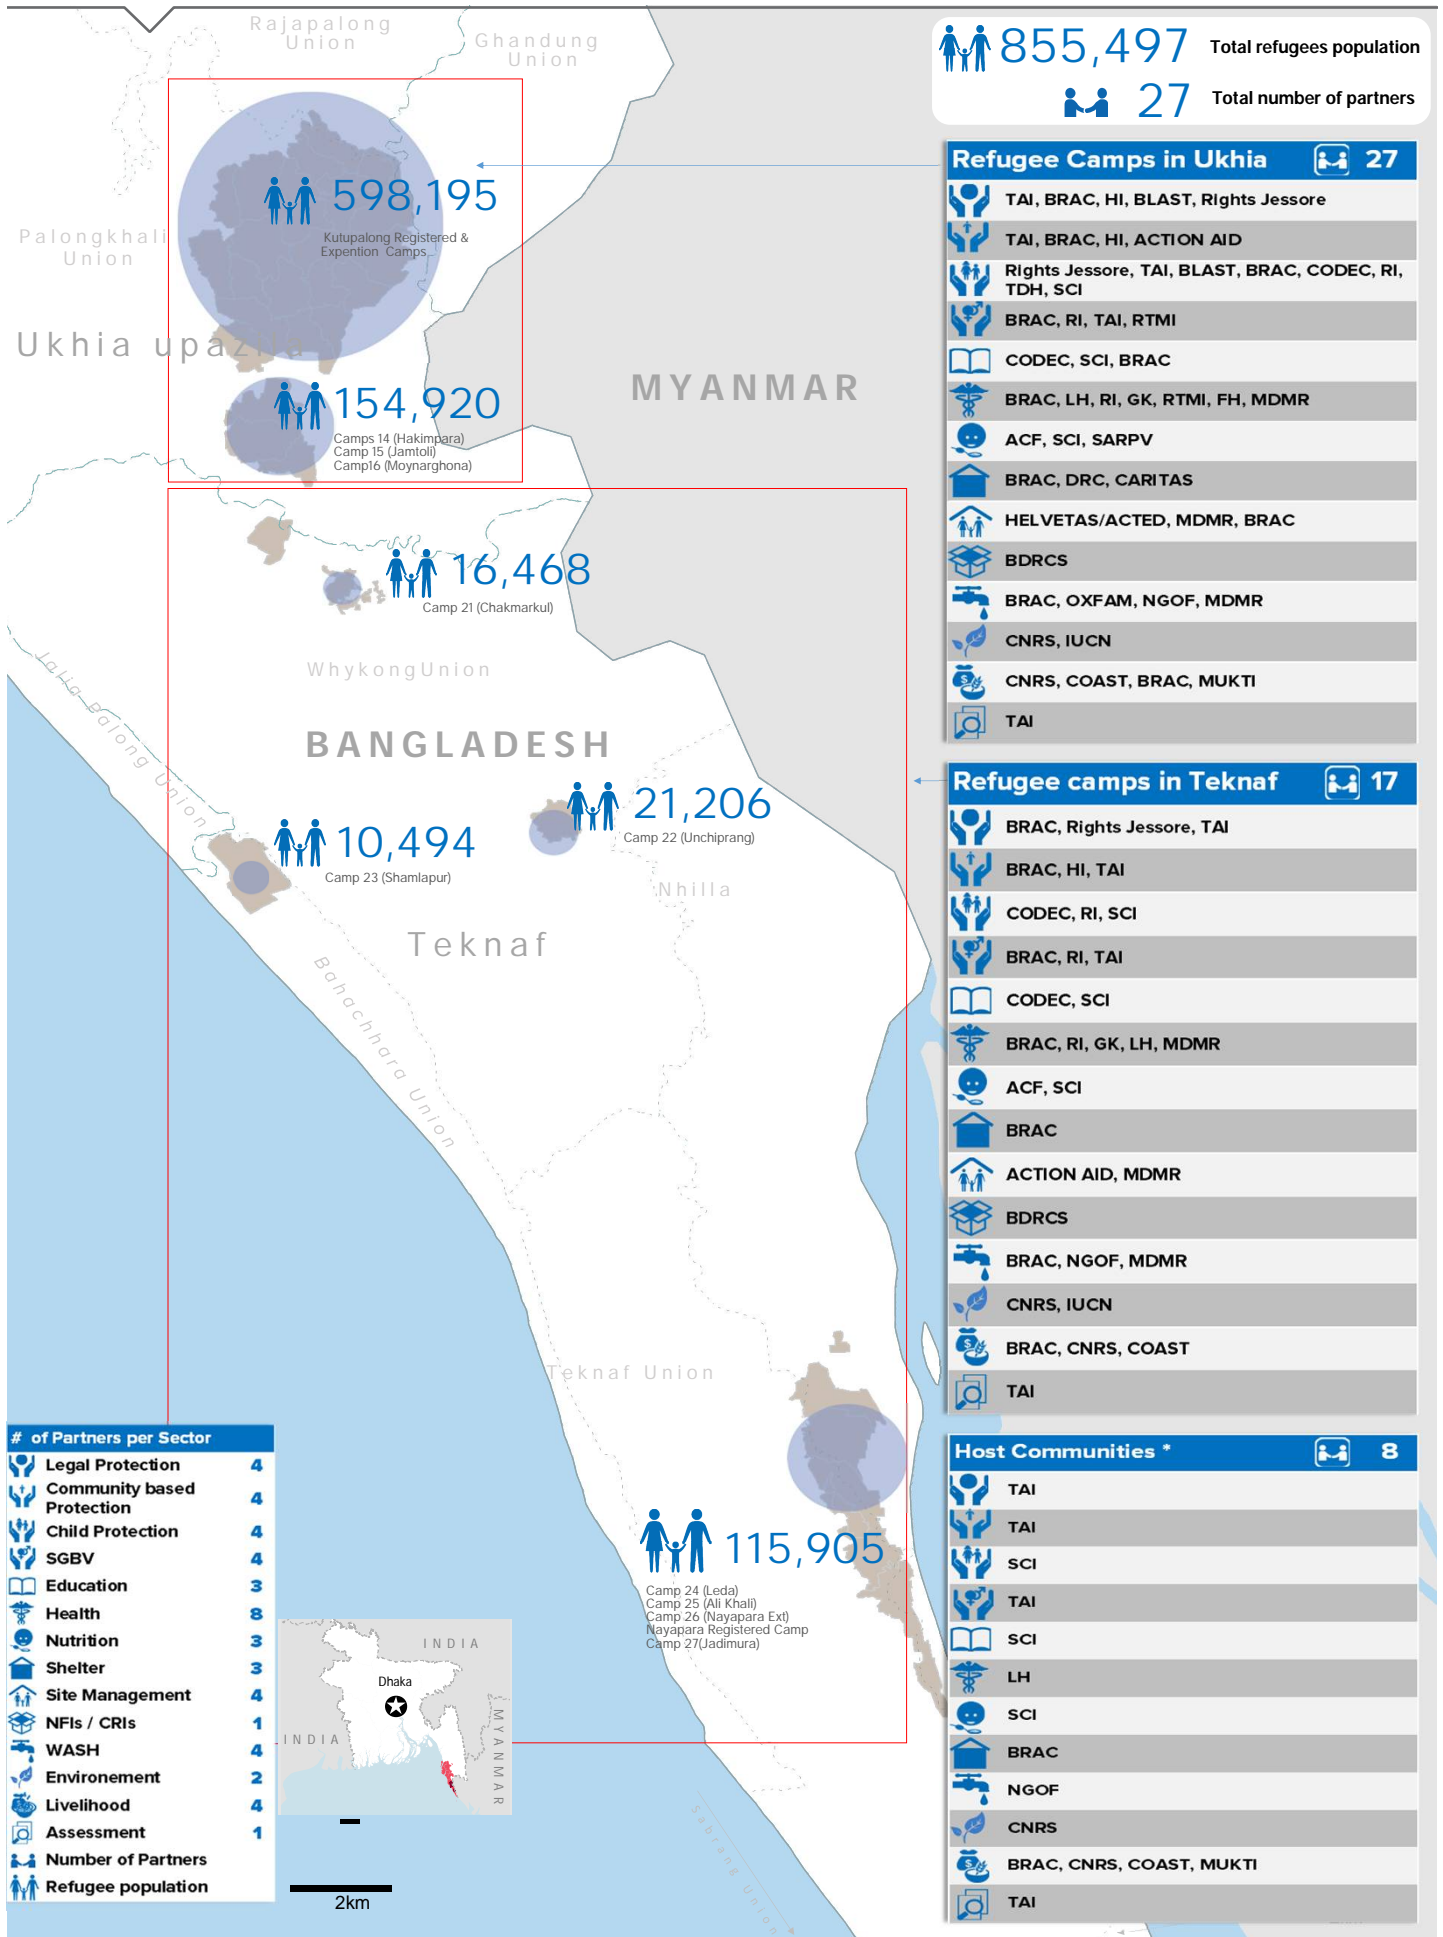 Rajapalong
Union
Ghandung
Union
855,497 Total refugees population
27 Total number of partners
598,195
Kutupalong Registered &
Expention Camps
Palongkhali
Union
Ukhia upazila
154,920
Camps 14 (Hakimpara)
Camp 15 (Jamtoli)
Camp16 (Moynarghona)
MYANMAR
16,468
Camp 21 (Chakmarkul)
Whykong Union
Jalia Palong Union
BANGLADESH
21,206
Camp 22 (Unchiprang)
10,494
Camp 23 (Shamlapur)
Nhilla
Teknaf
Bahachhara Union
Teknaf Union
115,905
Camp 24 (Leda)
Camp 25 (Ali Khali)
Camp 26 (Nayapara Ext)
Nayapara Registered Camp
Camp 27(Jadimura)
Sabrang Union
Refugee Camps in Ukhia 27
TAI, BRAC, HI, BLAST, Rights Jessore
TAI, BRAC, HI, ACTION AID
Rights Jessore, TAI, BLAST, BRAC, CODEC, RI,
TDH, SCI
BRAC, RI, TAI, RTMI
CODEC, SCI, BRAC
BRAC, LH, RI, GK, RTMI, FH, MDMR
ACF, SCI, SARPV
BRAC, DRC, CARITAS
HELVETAS/ACTED, MDMR, BRAC
BDRCS
BRAC, OXFAM, NGOF, MDMR
CNRS, IUCN
CNRS, COAST, BRAC, MUKTI
TAI
Refugee camps in Teknaf 17
BRAC, Rights Jessore, TAI
BRAC, HI, TAI
CODEC, RI, SCI
BRAC, RI, TAI
CODEC, SCI
BRAC, RI, GK, LH, MDMR
ACF, SCI
BRAC
ACTION AID, MDMR
BDRCS
BRAC, NGOF, MDMR
CNRS, IUCN
BRAC, CNRS, COAST
TAI
Host Communities * 8
TAI
TAI
SCI
TAI
SCI
LH
SCI
BRAC
NGOF
CNRS
BRAC, CNRS, COAST, MUKTI
TAI
# of Partners per Sector
Legal Protection 4
Community based
Protection 4
Child Protection 4
SGBV 4
Education 3
Health 8
Nutrition 3
Shelter 3
Site Management 4
NFIs / CRIs 1
WASH 4
Environement 2
Livelihood 4
Assessment 1
Number of Partners
Refugee population
INDIA
Dhaka
INDIA
MYANMAR
2km